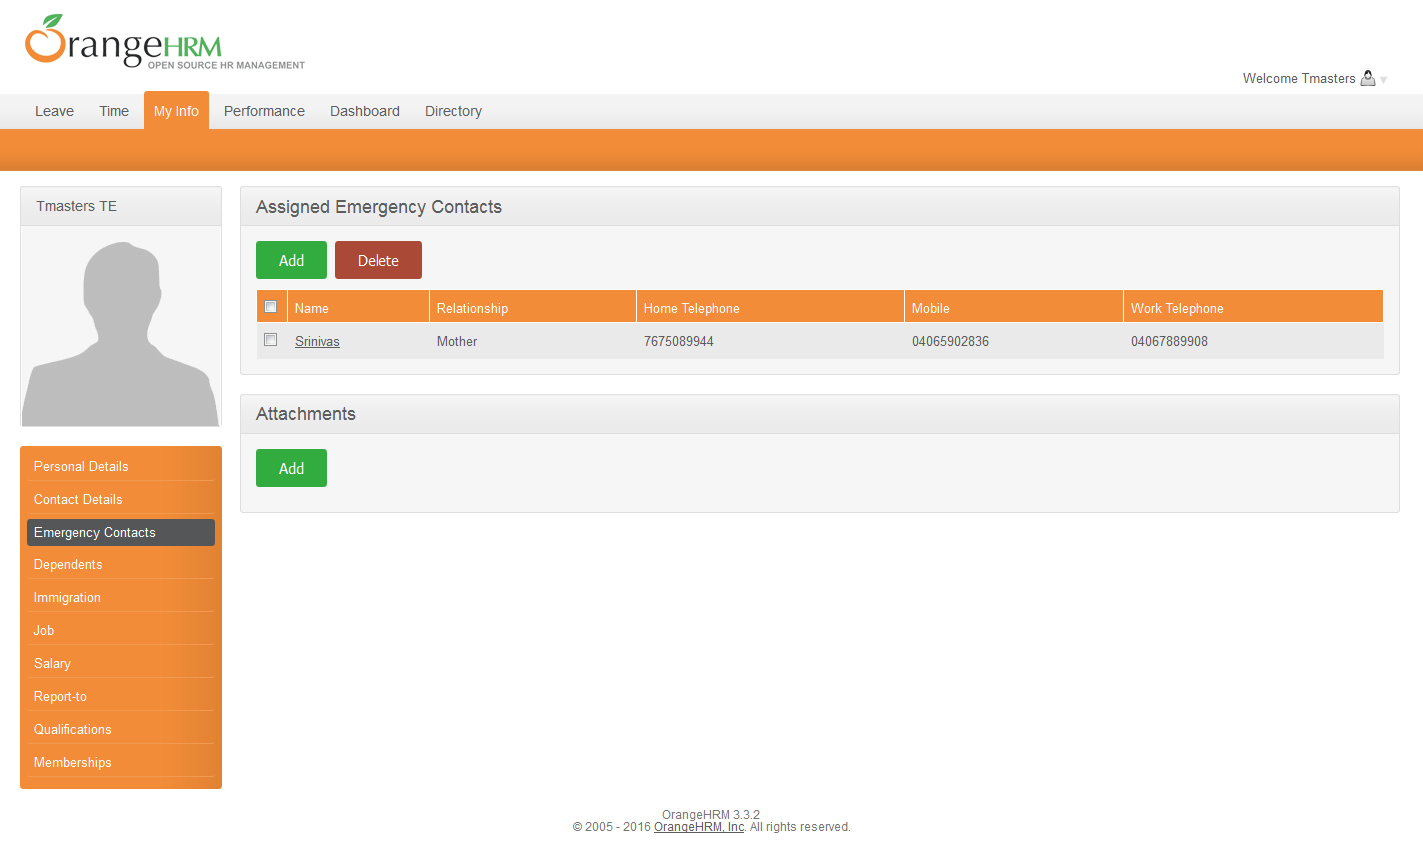 OrangeHRM
OPEN SOURCE HR MANAGEMENT
Welcome Tmasters
Leave Time My Info Performance Dashboard Directory
Tmasters TE
Assigned Emergency Contacts
Add Delete
Name Relationship Home Telephone Mobile Work Telephone
Srinivas Mother 7675089944 04065902836 04067889908
Attachments
Add
Personal Details
Contact Details
Emergency Contacts
Dependents
Immigration
Job
Salary
Report-to
Qualifications
Memberships
OrangeHRM 3.3.2
© 2005 - 2016 OrangeHRM, Inc. All rights reserved.